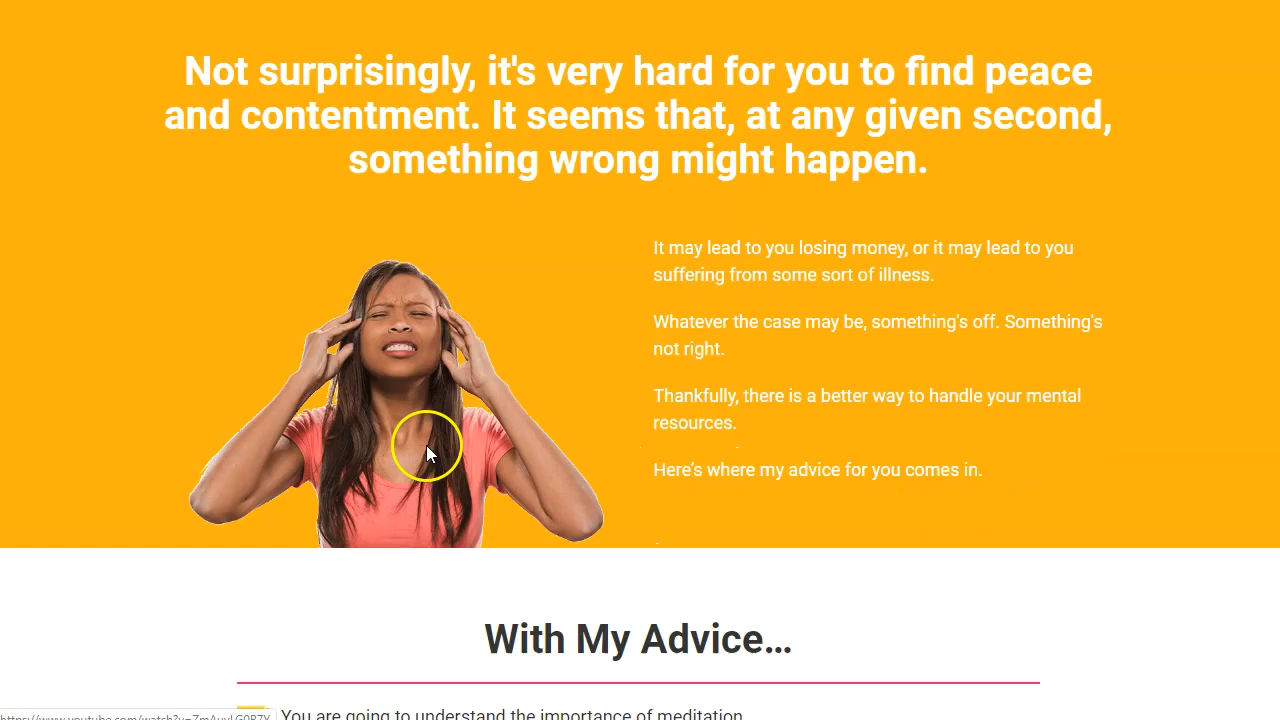 Not surprisingly, it's very hard for you to find peace
and contentment. It seems that, at any given second,
something wrong might happen.
It may lead to you losing money, or it may lead to you
suffering from some sort of illness.
Whatever the case may be, something's off. Something's
not right.
Thankfully, there is a better way to handle your mental
resources.
Here's where my advice for you comes in.
With My Advice...
You are going to understand the importance of meditation